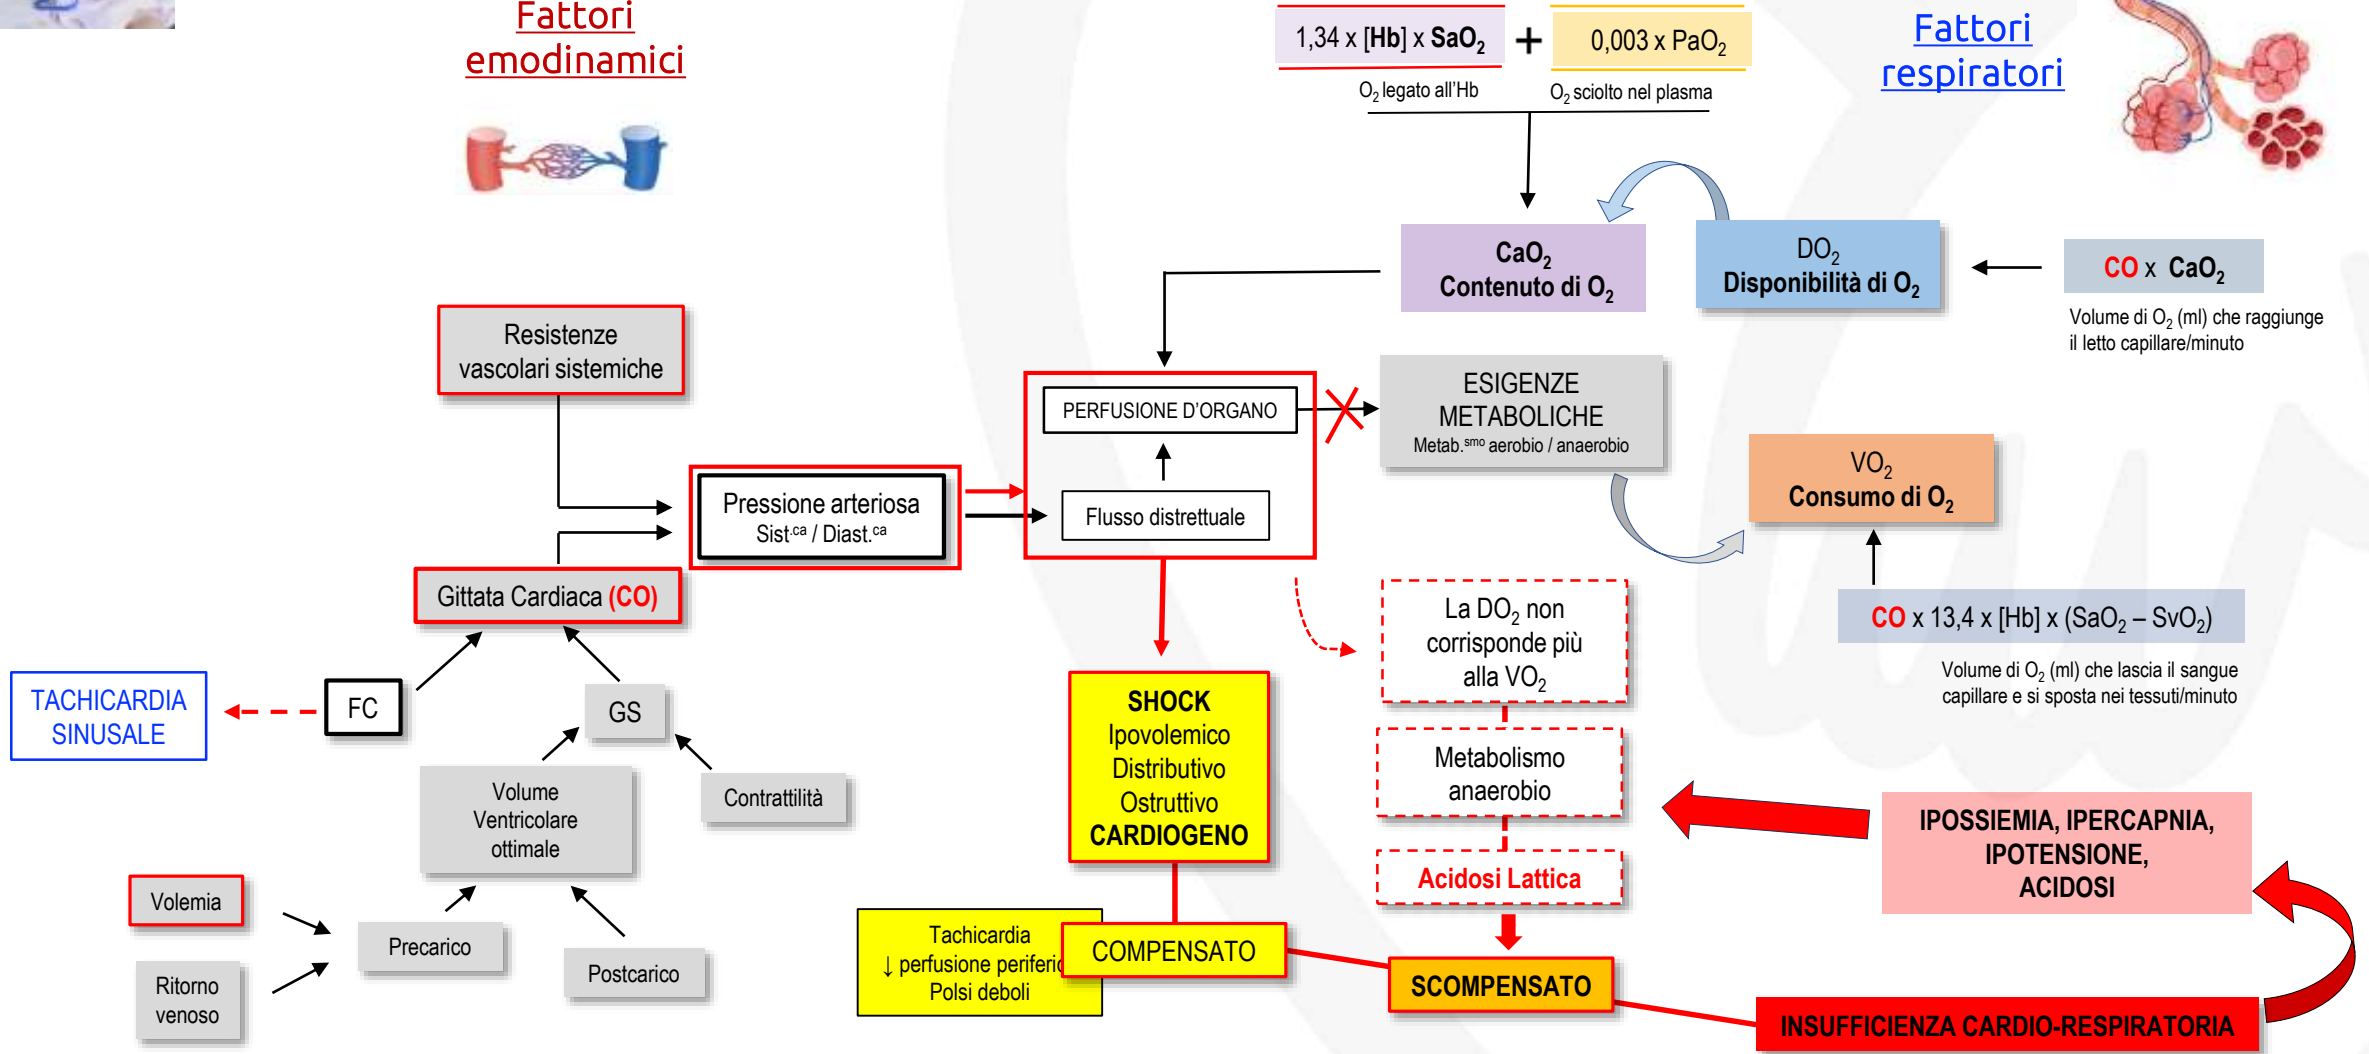 Fattori
emodinamici
1,34 x [Hb] x SaO₂ + 0,003 x PaO₂
O₂ legato all'Hb
O₂ sciolto nel plasma
Fattori
respiratori
CaO₂
Contenuto di O₂
DO₂
Disponibilità di O₂
CO x CaO₂
Volume di O₂ (ml) che raggiunge
il letto capillare/minuto
Resistenze
vascolari sistemiche
PERFUSIONE D'ORGANO
Flusso distrettuale
ESIGENZE
METABOLICHE
Metab.smo aerobio / anaerobio
VO₂
Consumo di O₂
Pressione arteriosa
Sist.ca / Diast.ca
Gittata Cardiaca (CO)
CO x 13,4 x [Hb] x (SaO₂ – SvO₂)
Volume di O₂ (ml) che lascia il sangue
capillare e si sposta nei tessuti/minuto
La DO₂ non
corrisponde più
alla VO₂
TACHICARDIA
SINUSALE
FC
GS
SHOCK
Ipovolemico
Distributivo
Ostruttivo
CARDIOGENO
Metabolismo
anaerobio
Volume
Ventricolare
ottimale
Contrattilità
IPOSSIEMIA, IPERCAPNIA,
IPOTENSIONE,
ACIDOSI
Acidosi Lattica
Volemia
Precarico
Postcarico
Ritorno
venoso
Tachicardia
↓ perfusione periferic
Polsi deboli
COMPENSATO
SCOMPENSATO
INSUFFICIENZA CARDIO-RESPIRATORIA